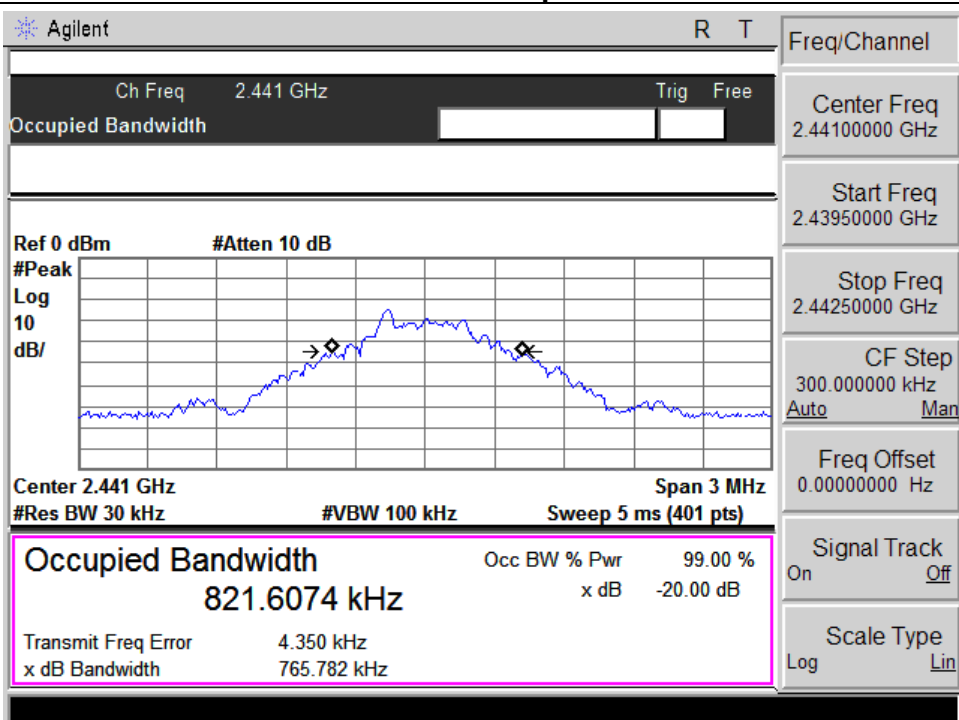 Agilent R T
Ch Freq 2.441 GHz Trig Free
Occupied Bandwidth
Ref 0 dBm #Atten 10 dB
#Peak
Log
10
dB/
Center 2.441 GHz Span 3 MHz
#Res BW 30 kHz #VBW 100 kHz Sweep 5 ms (401 pts)
Occupied Bandwidth
821.6074 kHz
Occ BW % Pwr 99.00 %
x dB -20.00 dB
Transmit Freq Error 4.350 kHz
x dB Bandwidth 765.782 kHz
Freq/Channel
Center Freq
2.44100000 GHz
Start Freq
2.43950000 GHz
Stop Freq
2.44250000 GHz
CF Step
300.000000 kHz
Auto Man
Freq Offset
0.00000000 Hz
Signal Track
On Off
Scale Type
Log Lin